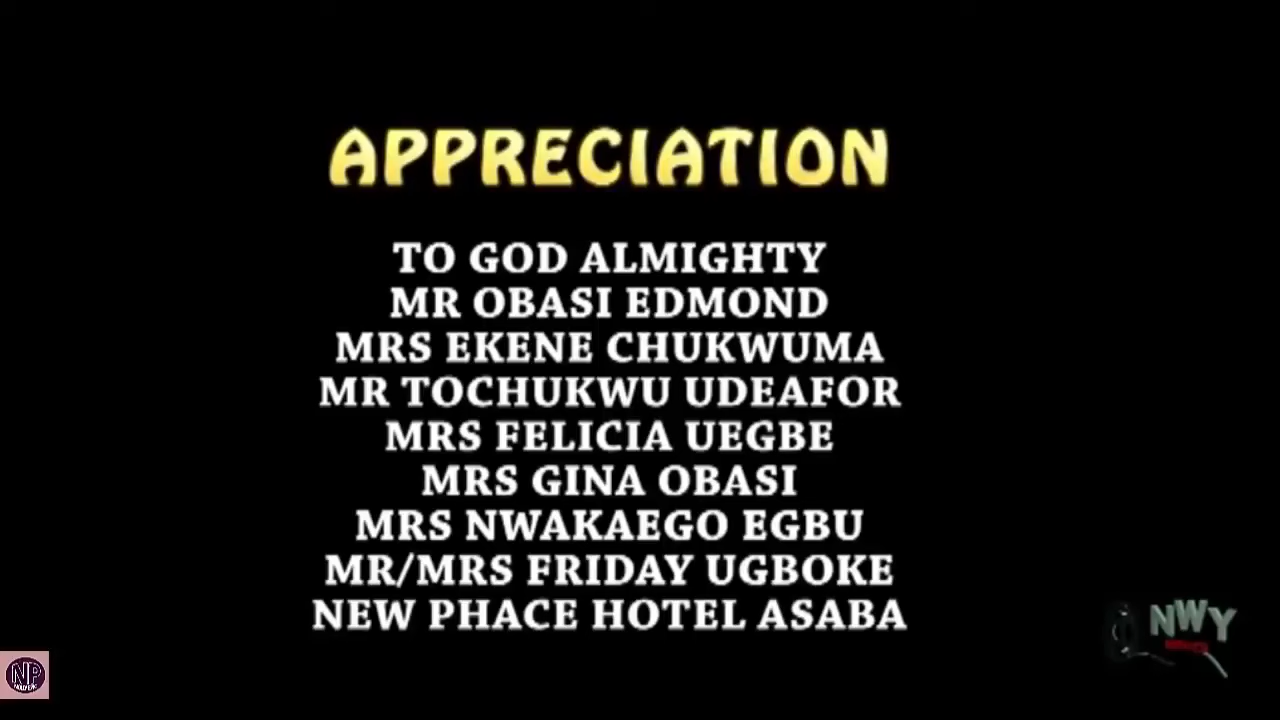 APPRECIATION
TO GOD ALMIGHTY
MR OBASI EDMOND
MRS EKENE CHUKWUMA
MR TOCHUKWU UDEAFOR
MRS FELICIA UEGBE
MRS GINA OBASI
MRS NWAKAEGO EGBU
MR/MRS FRIDAY UGBOKE
NEW PHACE HOTEL ASABA
NWY
NP